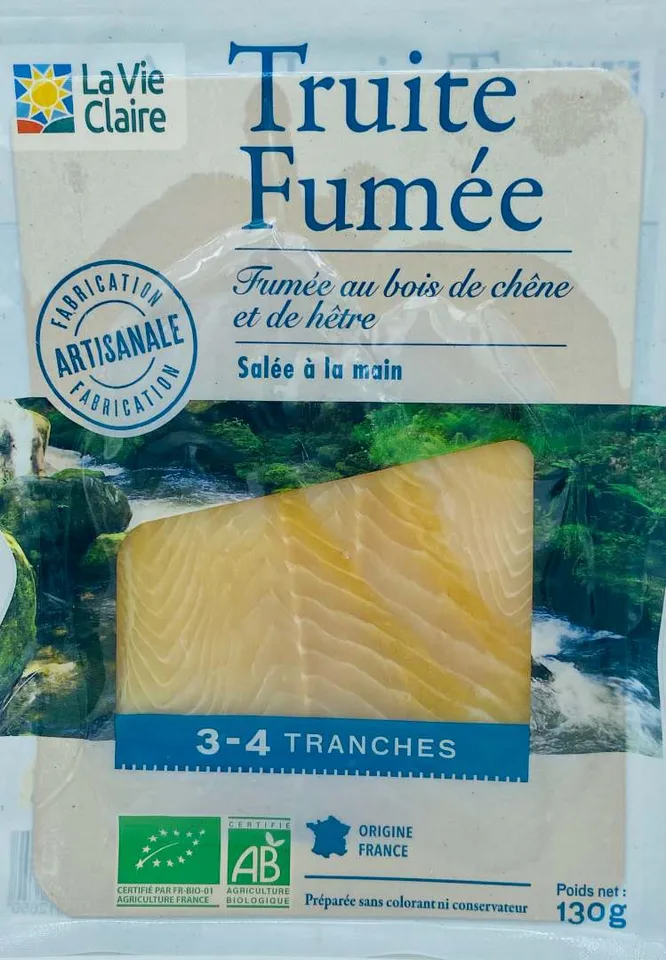 La Vie
Claire
Truite
Fumée
Fumée au bois de chêne
et de hêtre
Salée à la main
FABRICATION
ARTISANALE
FABRICATION
3-4 TRANCHES
CERTIFIÉ PAR FR-BIO-01
AGRICULTURE FRANCE
CERTIFIÉ
AB
AGRICULTURE
BIOLOGIQUE
ORIGINE
FRANCE
Préparée sans colorant ni conservateur
Poids net :
130g